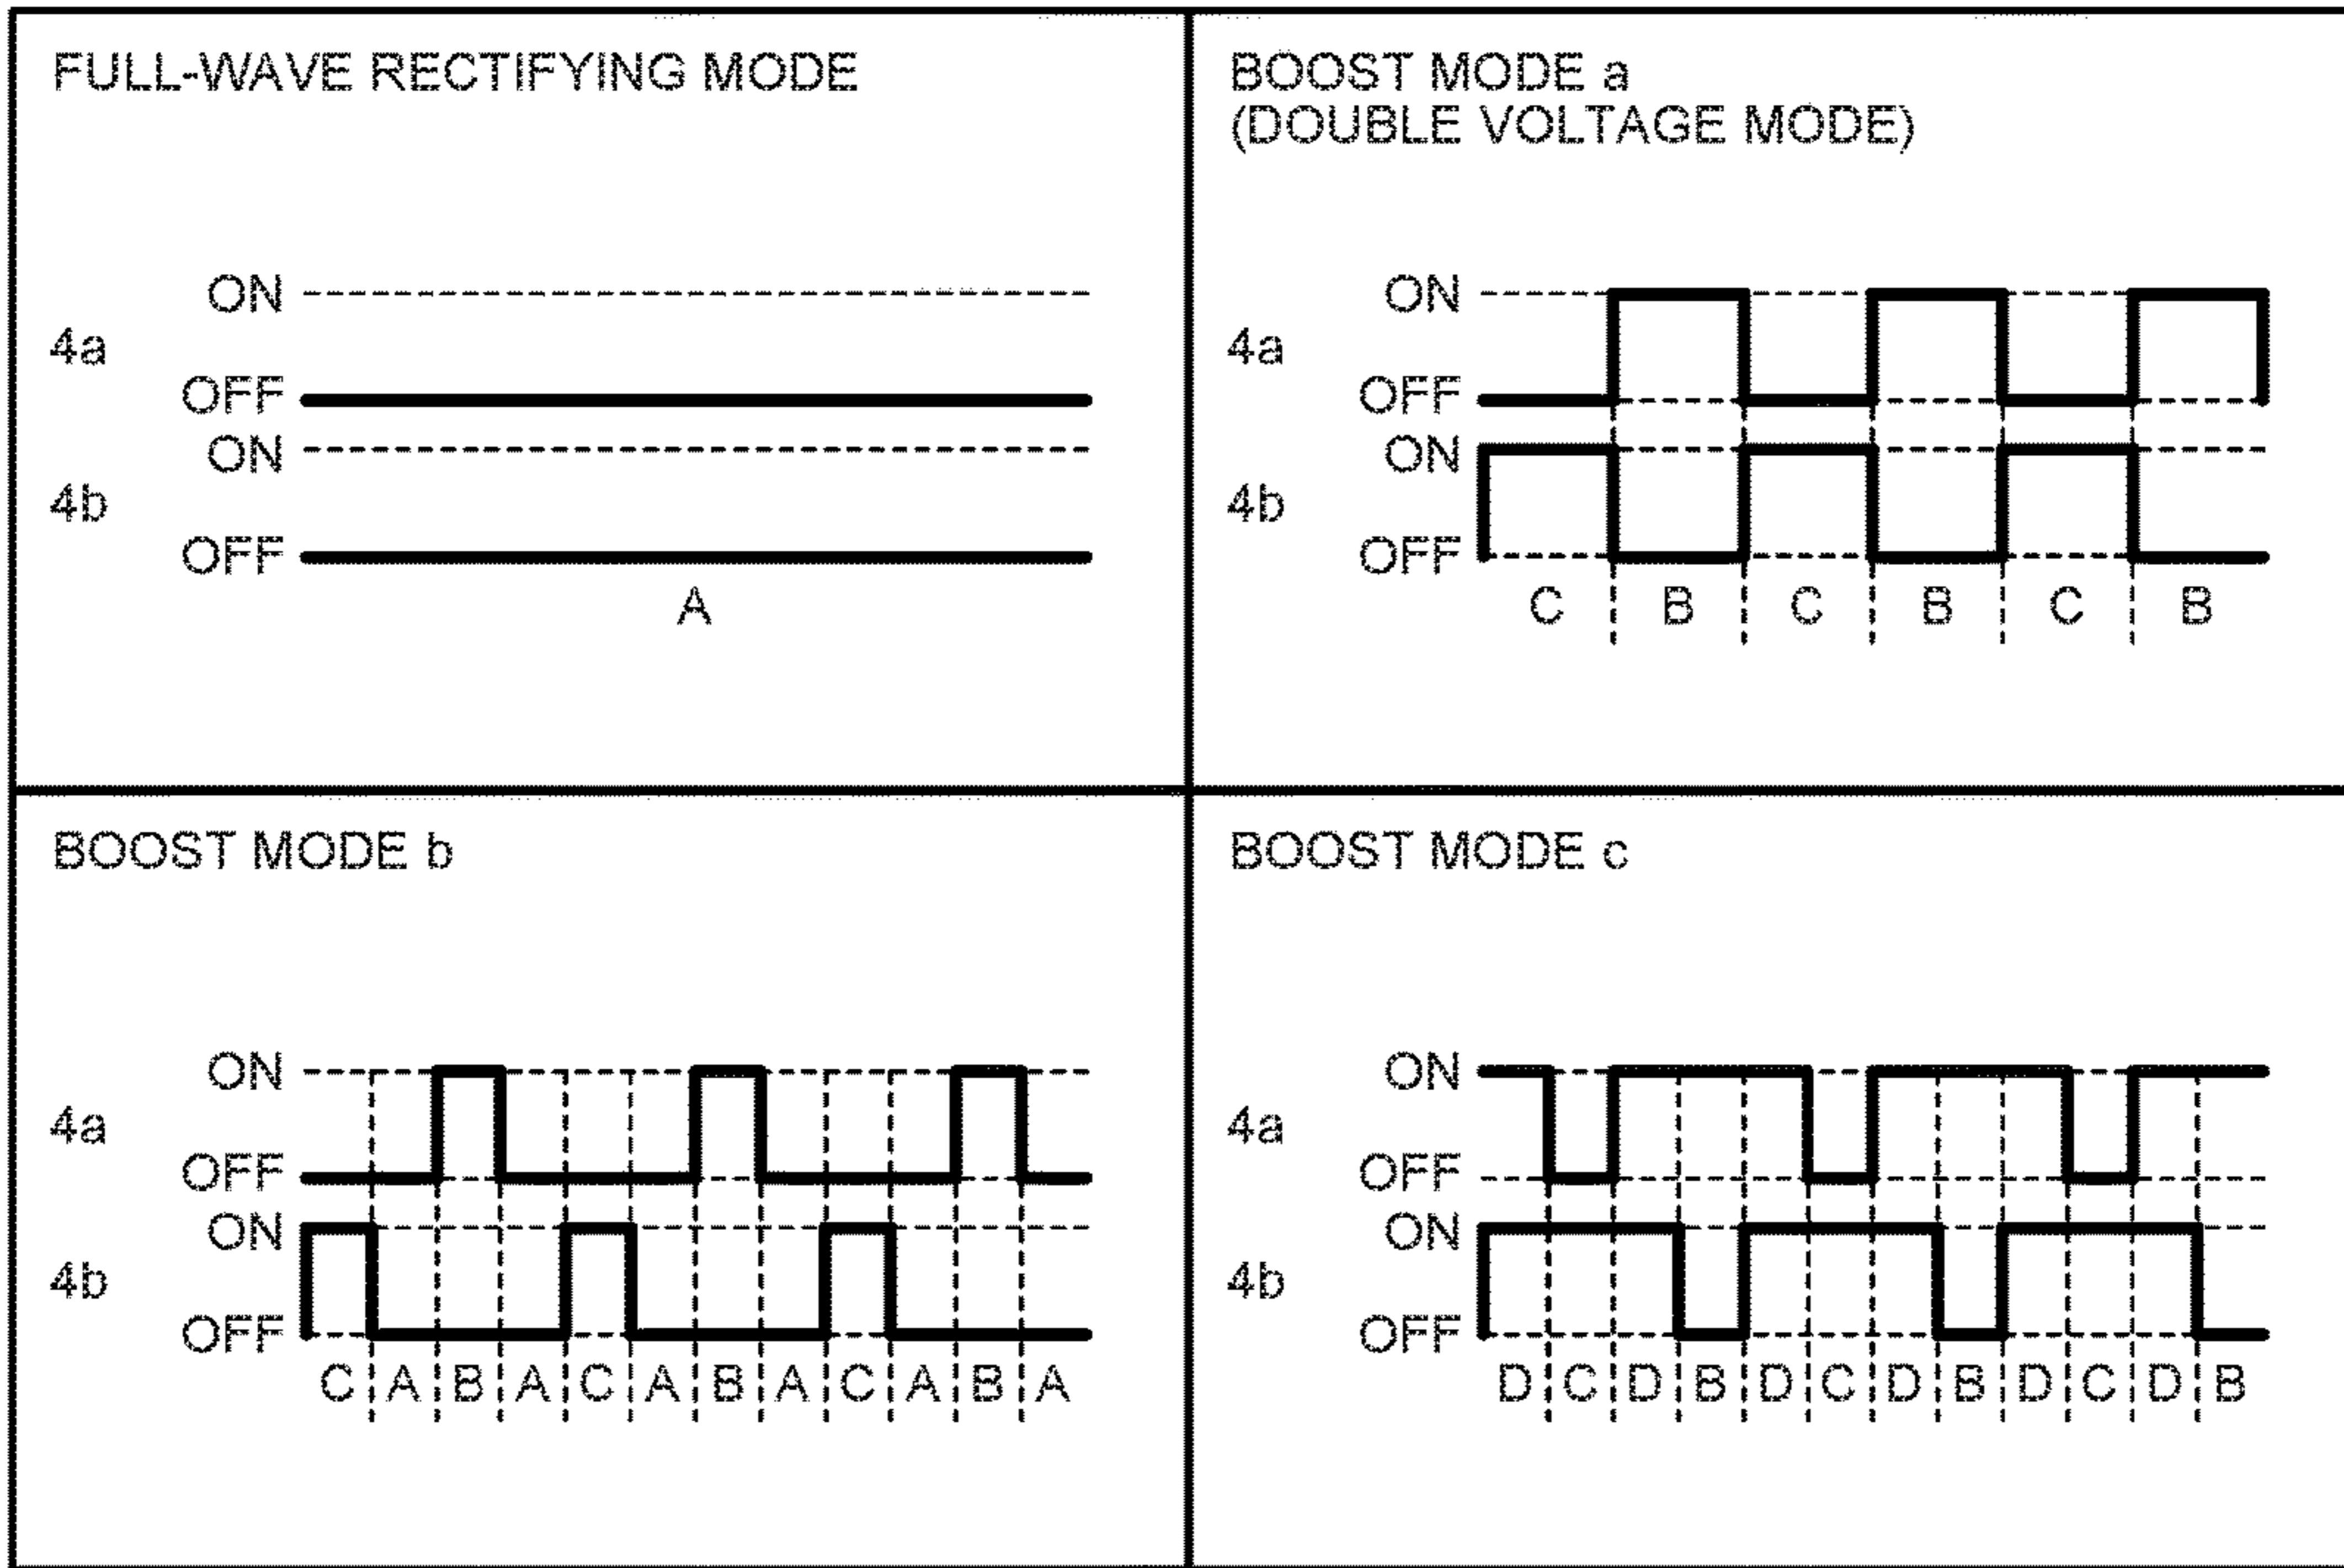 FULL-WAVE RECTIFYING MODE
ON
4a
OFF
ON
4b
OFF
A
BOOST MODE a
(DOUBLE VOLTAGE MODE)
ON
4a
OFF
ON
4b
OFF
C B C B C B
BOOST MODE b
ON
4a
OFF
ON
4b
OFF
C A B A C A B A C A B A
BOOST MODE c
ON
4a
OFF
ON
4b
OFF
D C D B D C D B D C D B